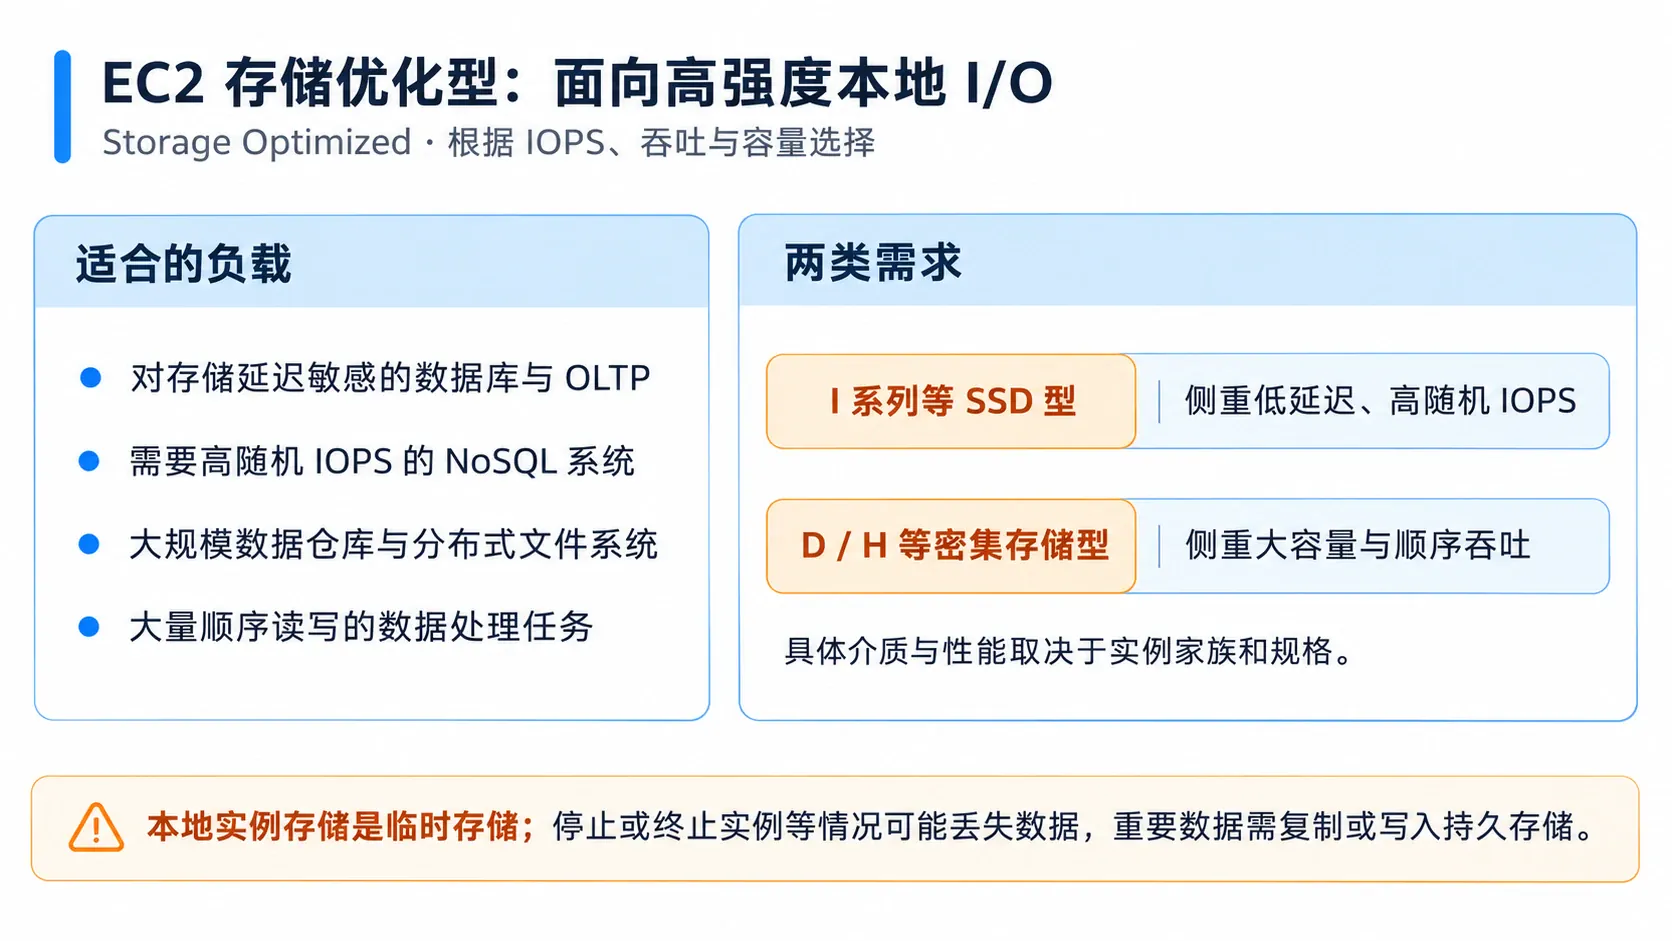 EC2 存储优化型：面向高强度本地 I/O
Storage Optimized · 根据 IOPS、吞吐与容量选择
适合的负载
对存储延迟敏感的数据库与 OLTP
需要高随机 IOPS 的 NoSQL 系统
大规模数据仓库与分布式文件系统
大量顺序读写的数据处理任务
两类需求
I 系列等 SSD 型
侧重低延迟、高随机 IOPS
D / H 等密集存储型
侧重大容量与顺序吞吐
具体介质与性能取决于实例家族和规格。
本地实例存储是临时存储；停止或终止实例等情况可能丢失数据，重要数据需复制或写入持久存储。